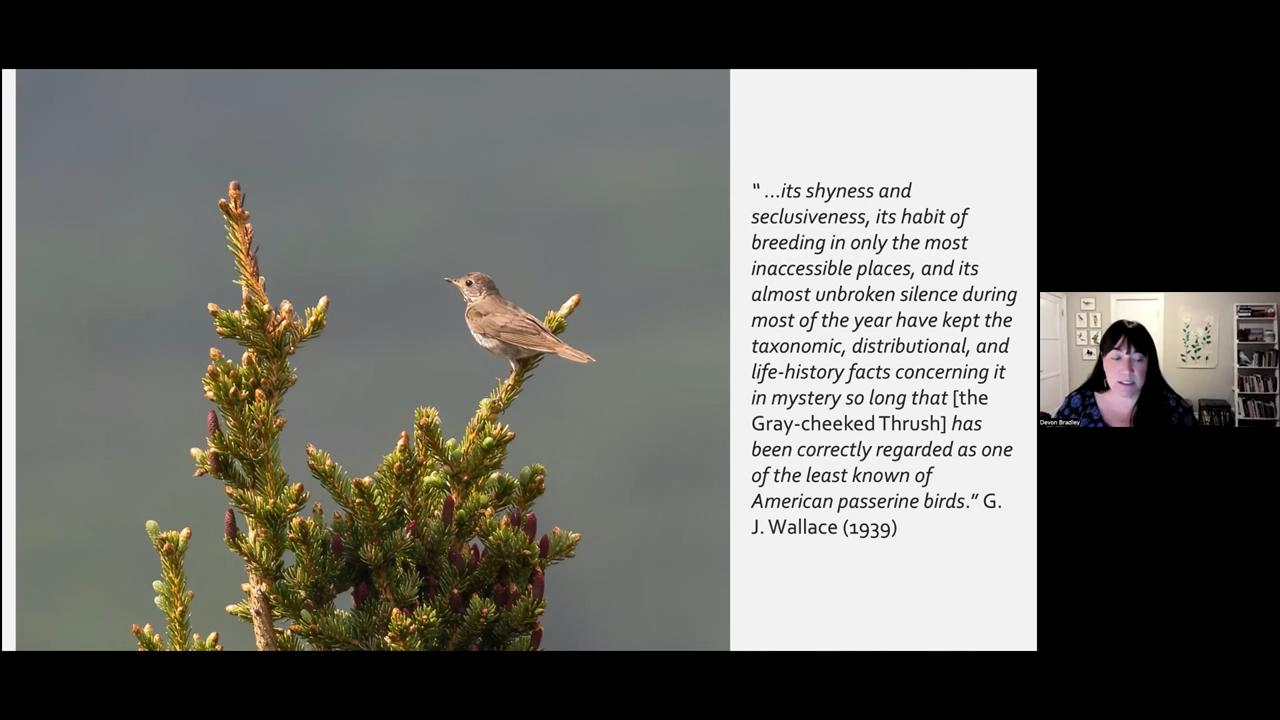 “ …its shyness and
seclusiveness, its habit of
breeding in only the most
inaccessible places, and its
almost unbroken silence during
most of the year have kept the
taxonomic, distributional, and
life-history facts concerning it
in mystery so long that [the
Gray-cheeked Thrush] has
been correctly regarded as one
of the least known of
American passerine birds.” G.
J. Wallace (1939)
Devon Bradley